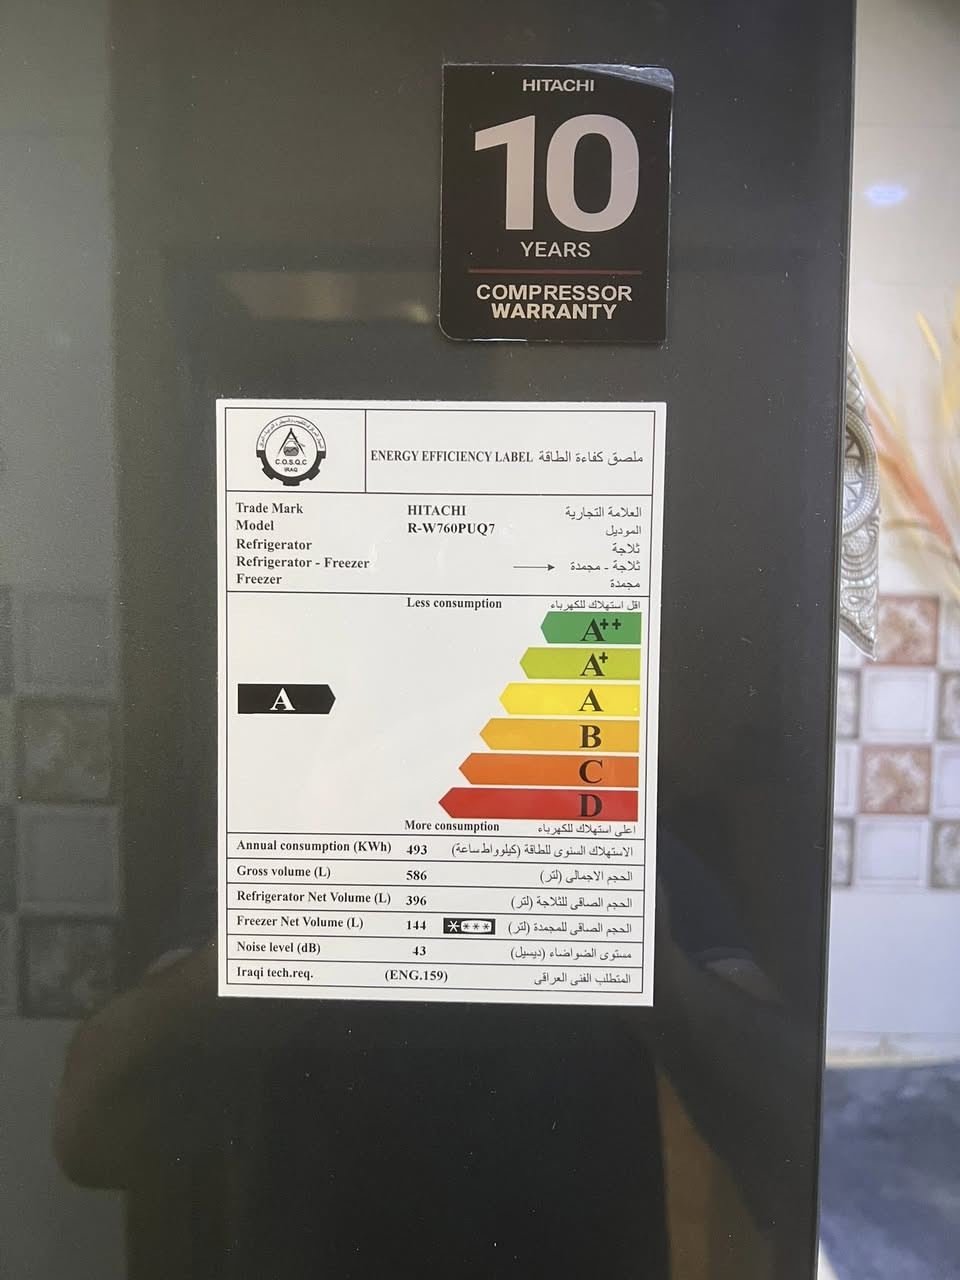 HITACHI
10
YEARS
COMPRESSOR
WARRANTY
C.O.S.Q.C
IRAQ
ENERGY EFFICIENCY LABEL ملصق كفاءة الطاقة
Trade Mark HITACHI العلامة التجارية
Model R-W760PUQ7 الموديل
Refrigerator ثلاجة
Refrigerator - Freezer ثلاجة - مجمدة
Freezer مجمدة
Less consumption اقل استهلاك للكهرباء
A++
A+
A A
B
C
D
More consumption اعلى استهلاك للكهرباء
Annual consumption (KWh) 493 الاستهلاك السنوى للطاقة (كيلوواط ساعة)
Gross volume (L) 586 الحجم الاجمالى (لتر)
Refrigerator Net Volume (L) 396 الحجم الصافى للثلاجة (لتر)
Freezer Net Volume (L) 144 الحجم الصافى للمجمدة (لتر)
Noise level (dB) 43 مستوى الضوضاء (ديسبل)
Iraqi tech.req. (ENG.159) المتطلب الفنى العراقى